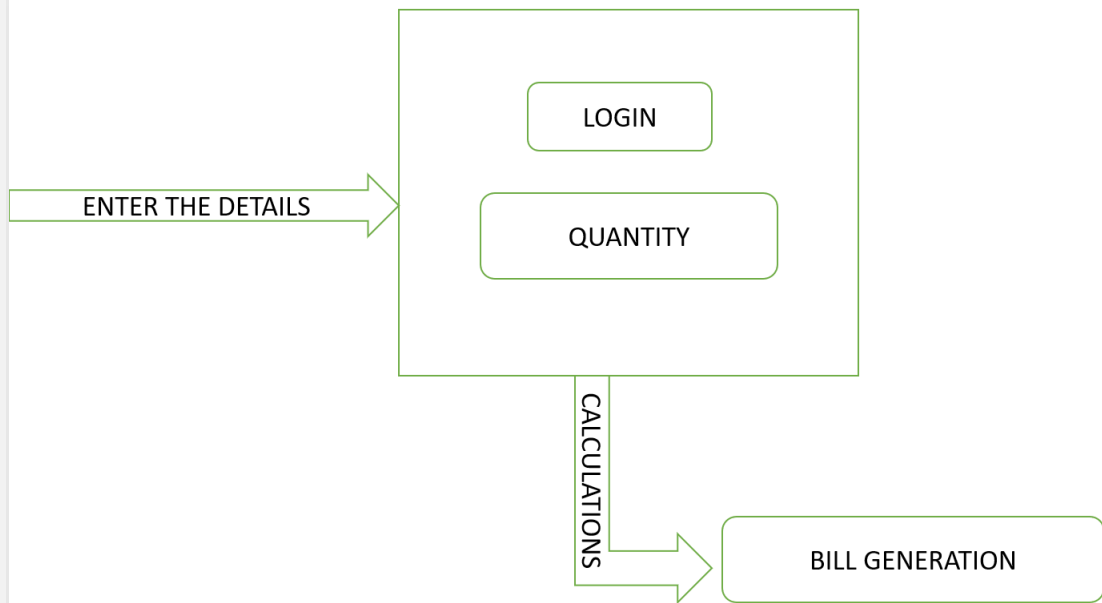 LOGIN
ENTER THE DETAILS
QUANTITY
CALCULATIONS
BILL GENERATION